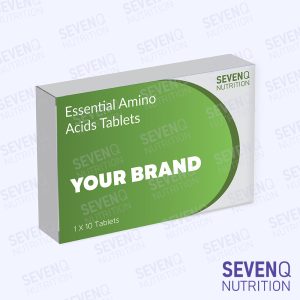 SEVENQ
NUTRITION
Essential Amino
Acids Tablets
YOUR BRAND
1 X 10 Tablets
SEVENQ
NUTRITION